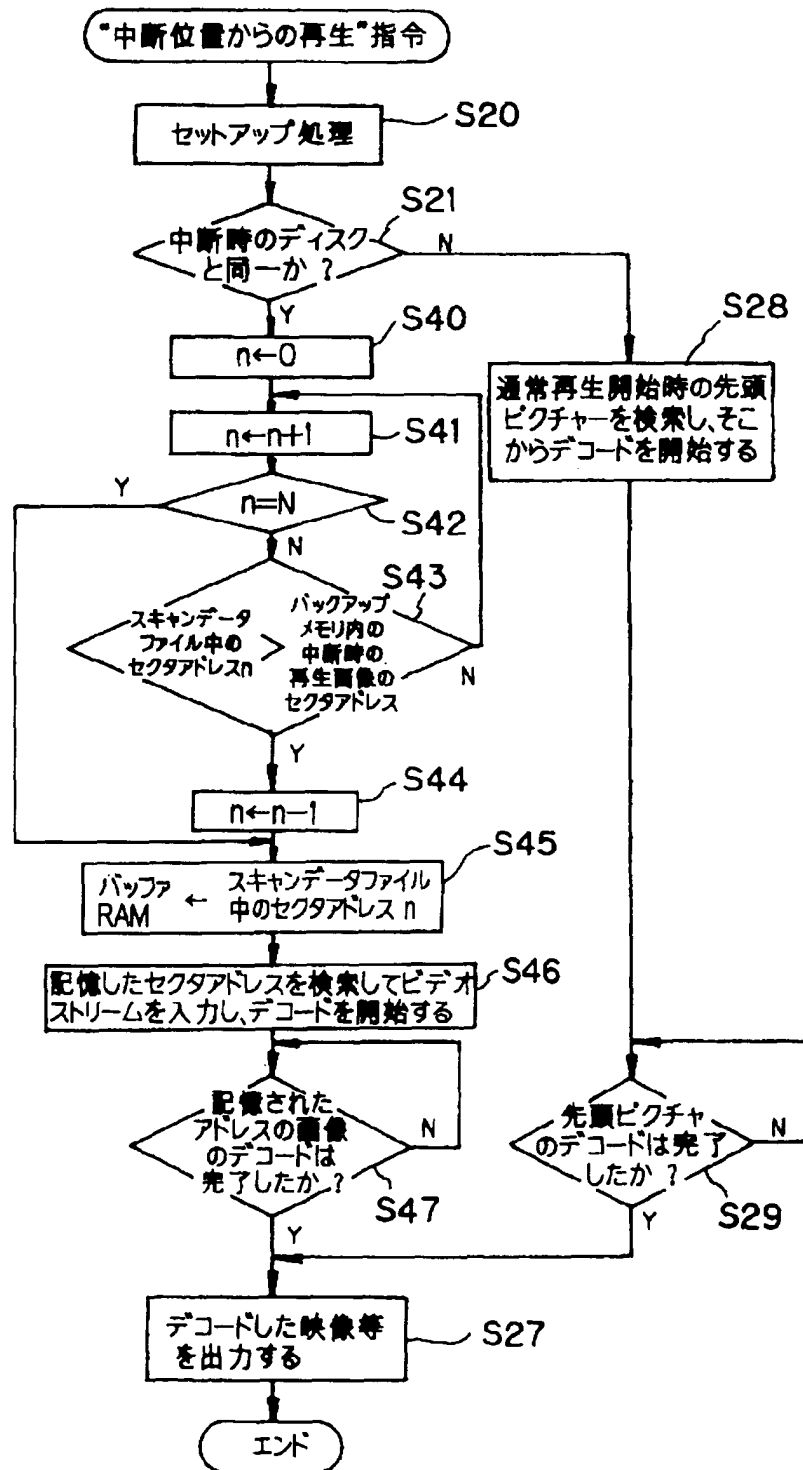 “中断位置からの再生”指令
セットアップ処理
S20
中断時のディスク
と同一か ?
S21
N
Y
n←0
S40
n←n+1
S41
通常再生開始時の先頭
ピクチャーを検索し、そこ
からデコードを開始する
S28
Y
n=N
S42
N
スキャンデータ
ファイル中の
セクタアドレスn
>
バックアップ
メモリ内の
中断時の
再生画像の
セクタアドレス
S43
N
Y
n←n-1
S44
バッファ
RAM
←
スキャンデータファイル
中のセクタアドレス n
S45
記憶したセクタアドレスを検索してビデオ
ストリームを入力し、デコードを開始する
S46
記憶された
アドレスの画像
のデコードは
完了したか ?
N
S47
Y
先頭ピクチャ
のデコードは完了
したか ?
N
S29
Y
デコードした映像等
を出力する
S27
エンド